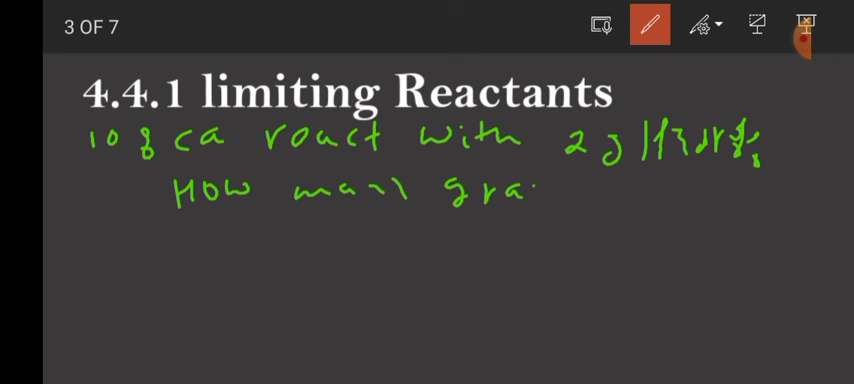 3 OF 7
4.4.1 limiting Reactants
10 g ca react with 2 g
How many gra